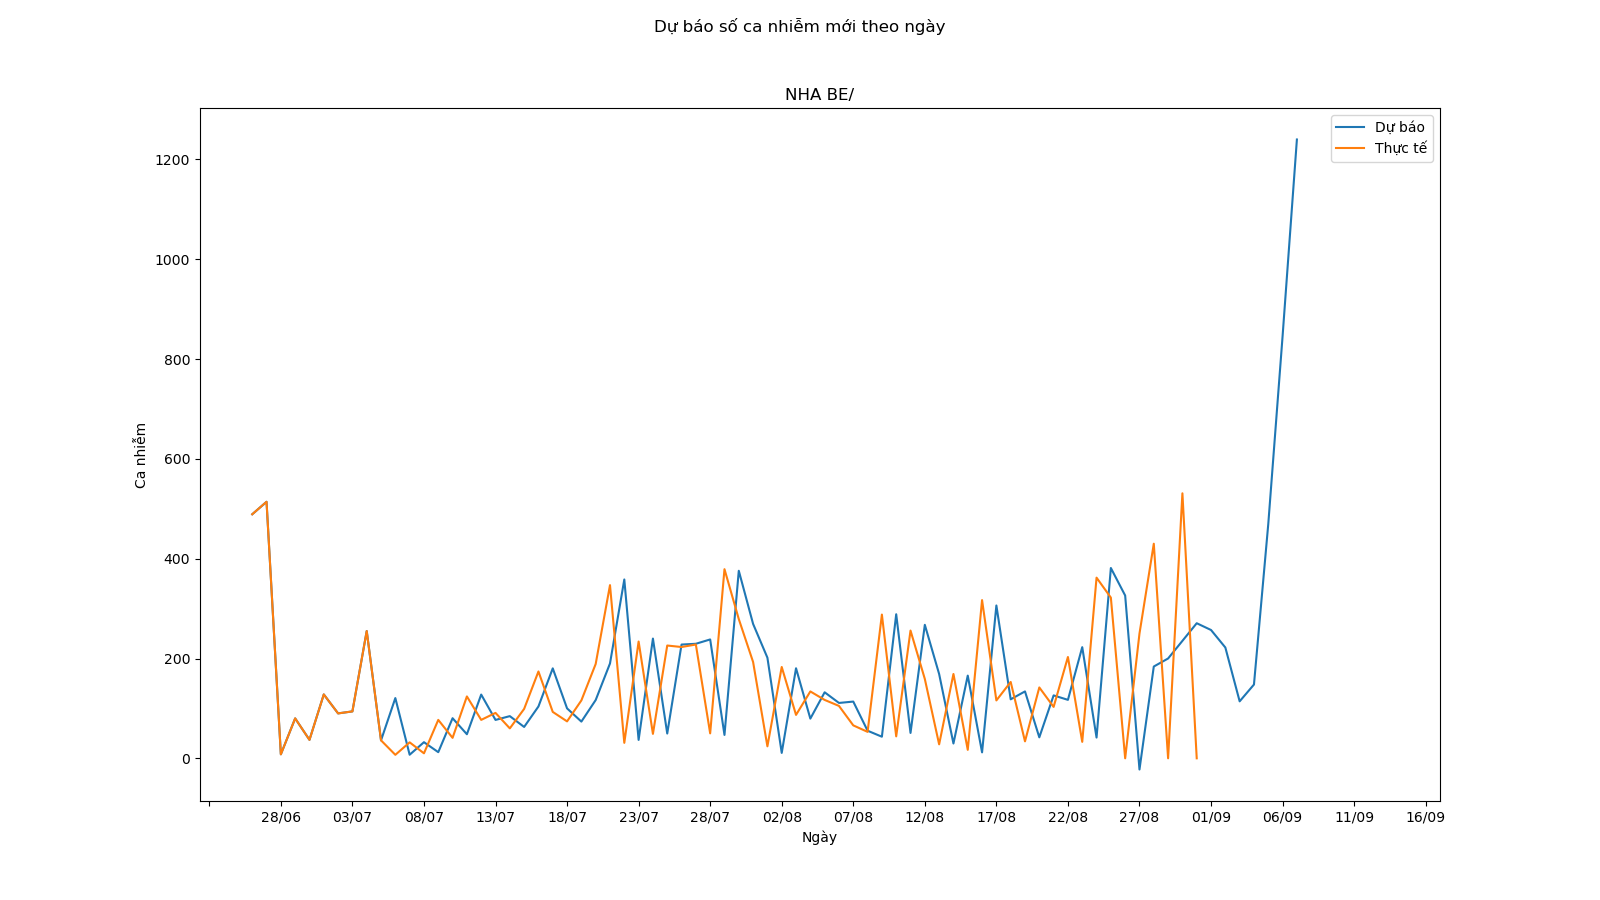 Dự báo số ca nhiễm mới theo ngày
NHA BE/
Dự báo
Thực tế
1200
1000
800
600
400
200
0
Ca nhiễm
28/06 03/07 08/07 13/07 18/07 23/07 28/07 02/08 07/08 12/08 17/08 22/08 27/08 01/09 06/09 11/09 16/09
Ngày